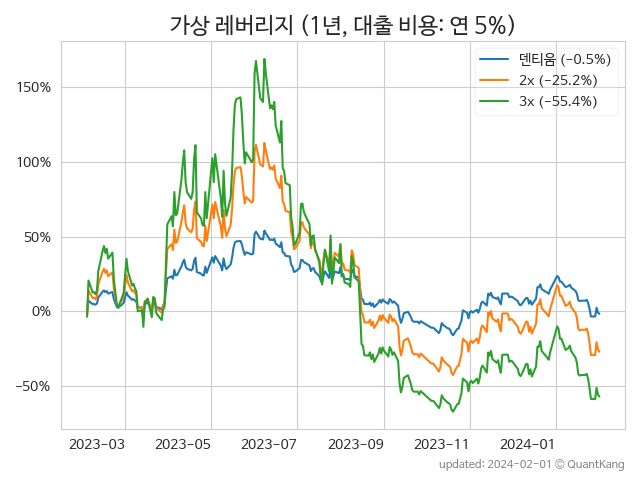 가상 레버리지 (1년, 대출 비용: 연 5%)
덴티움 (−0.5%)
2x (−25.2%)
3x (−55.4%)
150%
100%
50%
0%
−50%
2023-03 2023-05 2023-07 2023-09 2023-11 2024-01
updated: 2024-02-01 © QuantKang